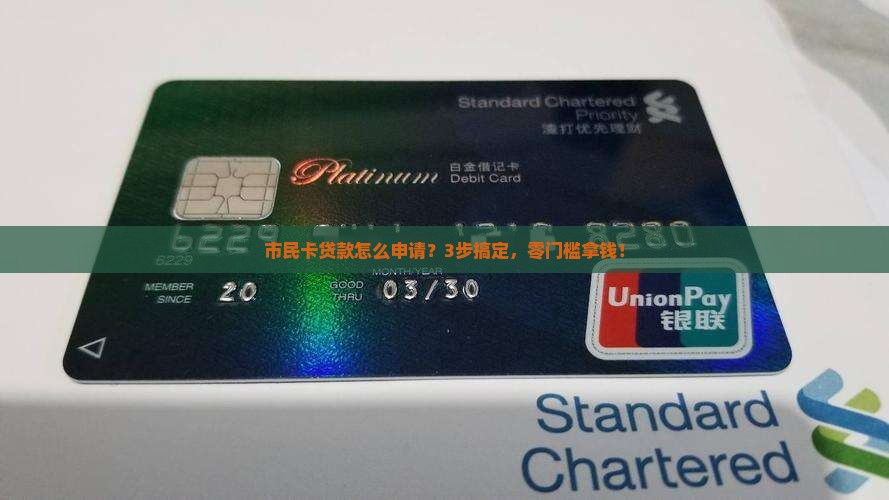 Standard Chartered
Priority
渣打优先理财
Platinum 白金借记卡
Debit Card
6229 8280
市民卡贷款怎么申请？3步搞定，零门槛拿钱！
6229
MONTH/YEAR
MEMBER SINCE 20 GOOD THRU 03/30
UnionPay
银联
Standard
Chartered